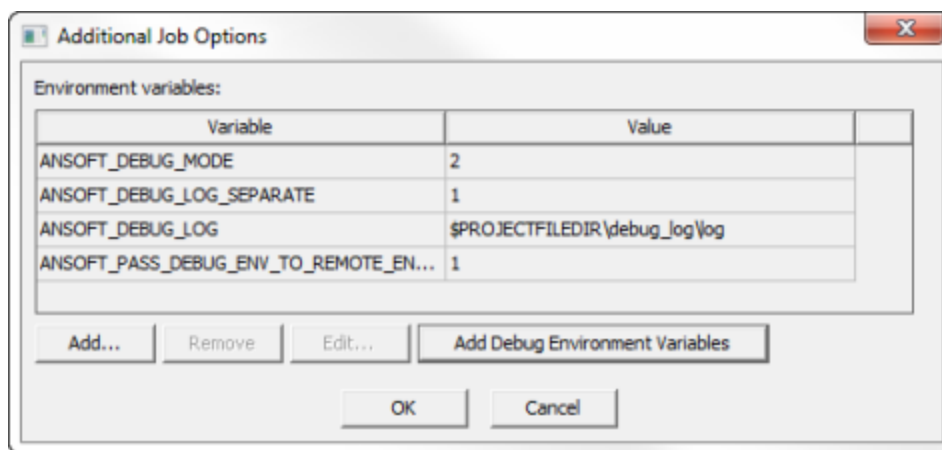 Additional Job Options
Environment variables:
Variable Value
ANSOFT_DEBUG_MODE 2
ANSOFT_DEBUG_LOG_SEPARATE 1
ANSOFT_DEBUG_LOG $PROJECTFILEDIR\debug_log\log
ANSOFT_PASS_DEBUG_ENV_TO_REMOTE_EN... 1
Add... Remove Edit... Add Debug Environment Variables
OK Cancel